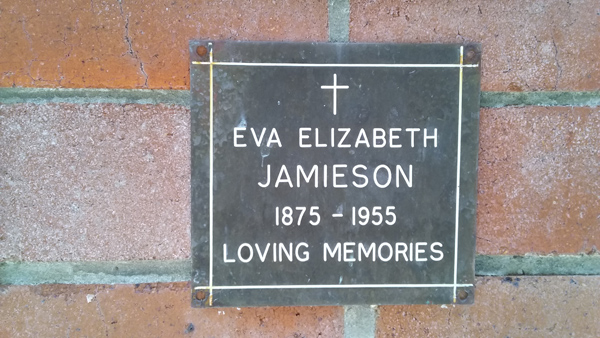 EVA ELIZABETH
JAMIESON
1875 - 1955
LOVING MEMORIES